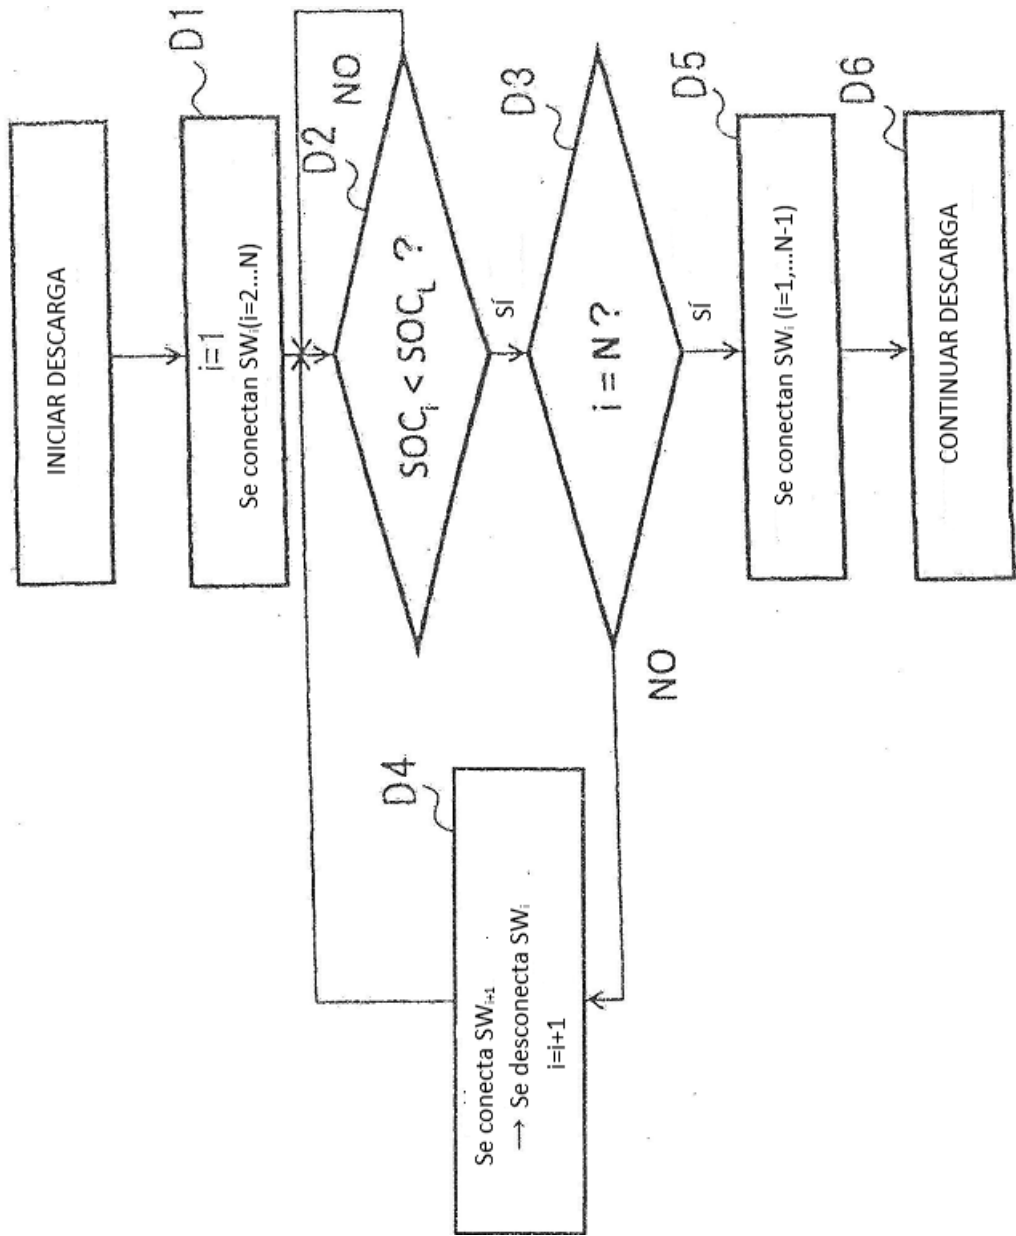 INICIAR DESCARGA
D1
i=1
Se conectan SWᵢ(i=2...N)
NO
D2
SOCᵢ < SOC_L ?
SÍ
D3
i = N ?
SÍ
NO
D4
Se conecta SWᵢ₊₁
→ Se desconecta SWᵢ
i=i+1
D5
Se conectan SWᵢ (i=1,...N-1)
D6
CONTINUAR DESCARGA